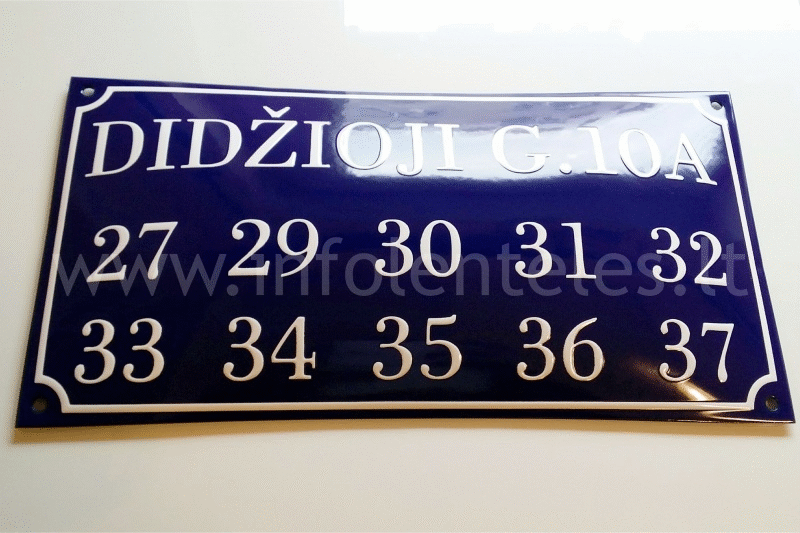 DIDŽIOJI G.10A
27 29 30 31 32
www.infolenteles.lt
33 34 35 36 37